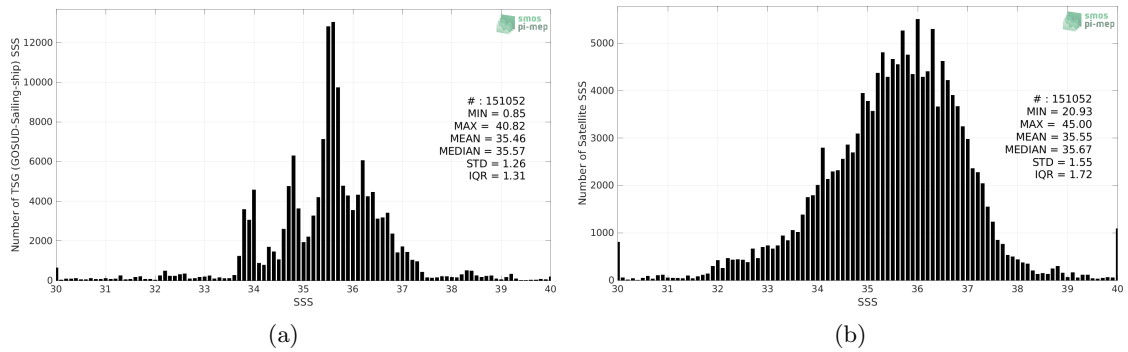 Number of TSG (GOSUD-Sailing-ship) SSS
12000
10000
8000
6000
4000
2000
0
30 31 32 33 34 35 36 37 38 39 40
SSS
smos
pi-mep
# : 151052
MIN = 0.85
MAX = 40.82
MEAN = 35.46
MEDIAN = 35.57
STD = 1.26
IQR = 1.31
(a)
Number of Satellite SSS
5000
4000
3000
2000
1000
0
30 31 32 33 34 35 36 37 38 39 40
SSS
smos
pi-mep
# : 151052
MIN = 20.93
MAX = 45.00
MEAN = 35.55
MEDIAN = 35.67
STD = 1.55
IQR = 1.72
(b)